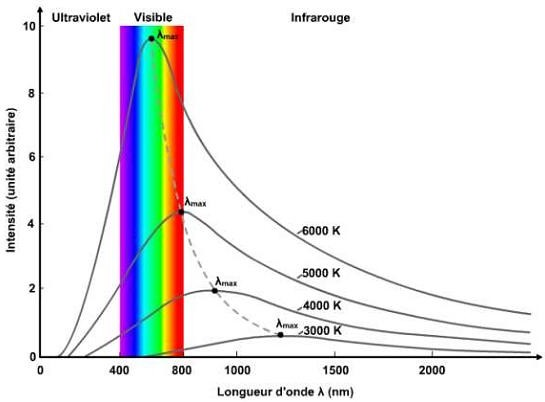 Ultraviolet Visible Infrarouge
10
λmax
8
6
λmax
4
6000 K
5000 K
λmax
2
4000 K
λmax
3000 K
0
0 400 800 1000 1500 2000
Intensité (unité arbitraire)
Longueur d'onde λ (nm)